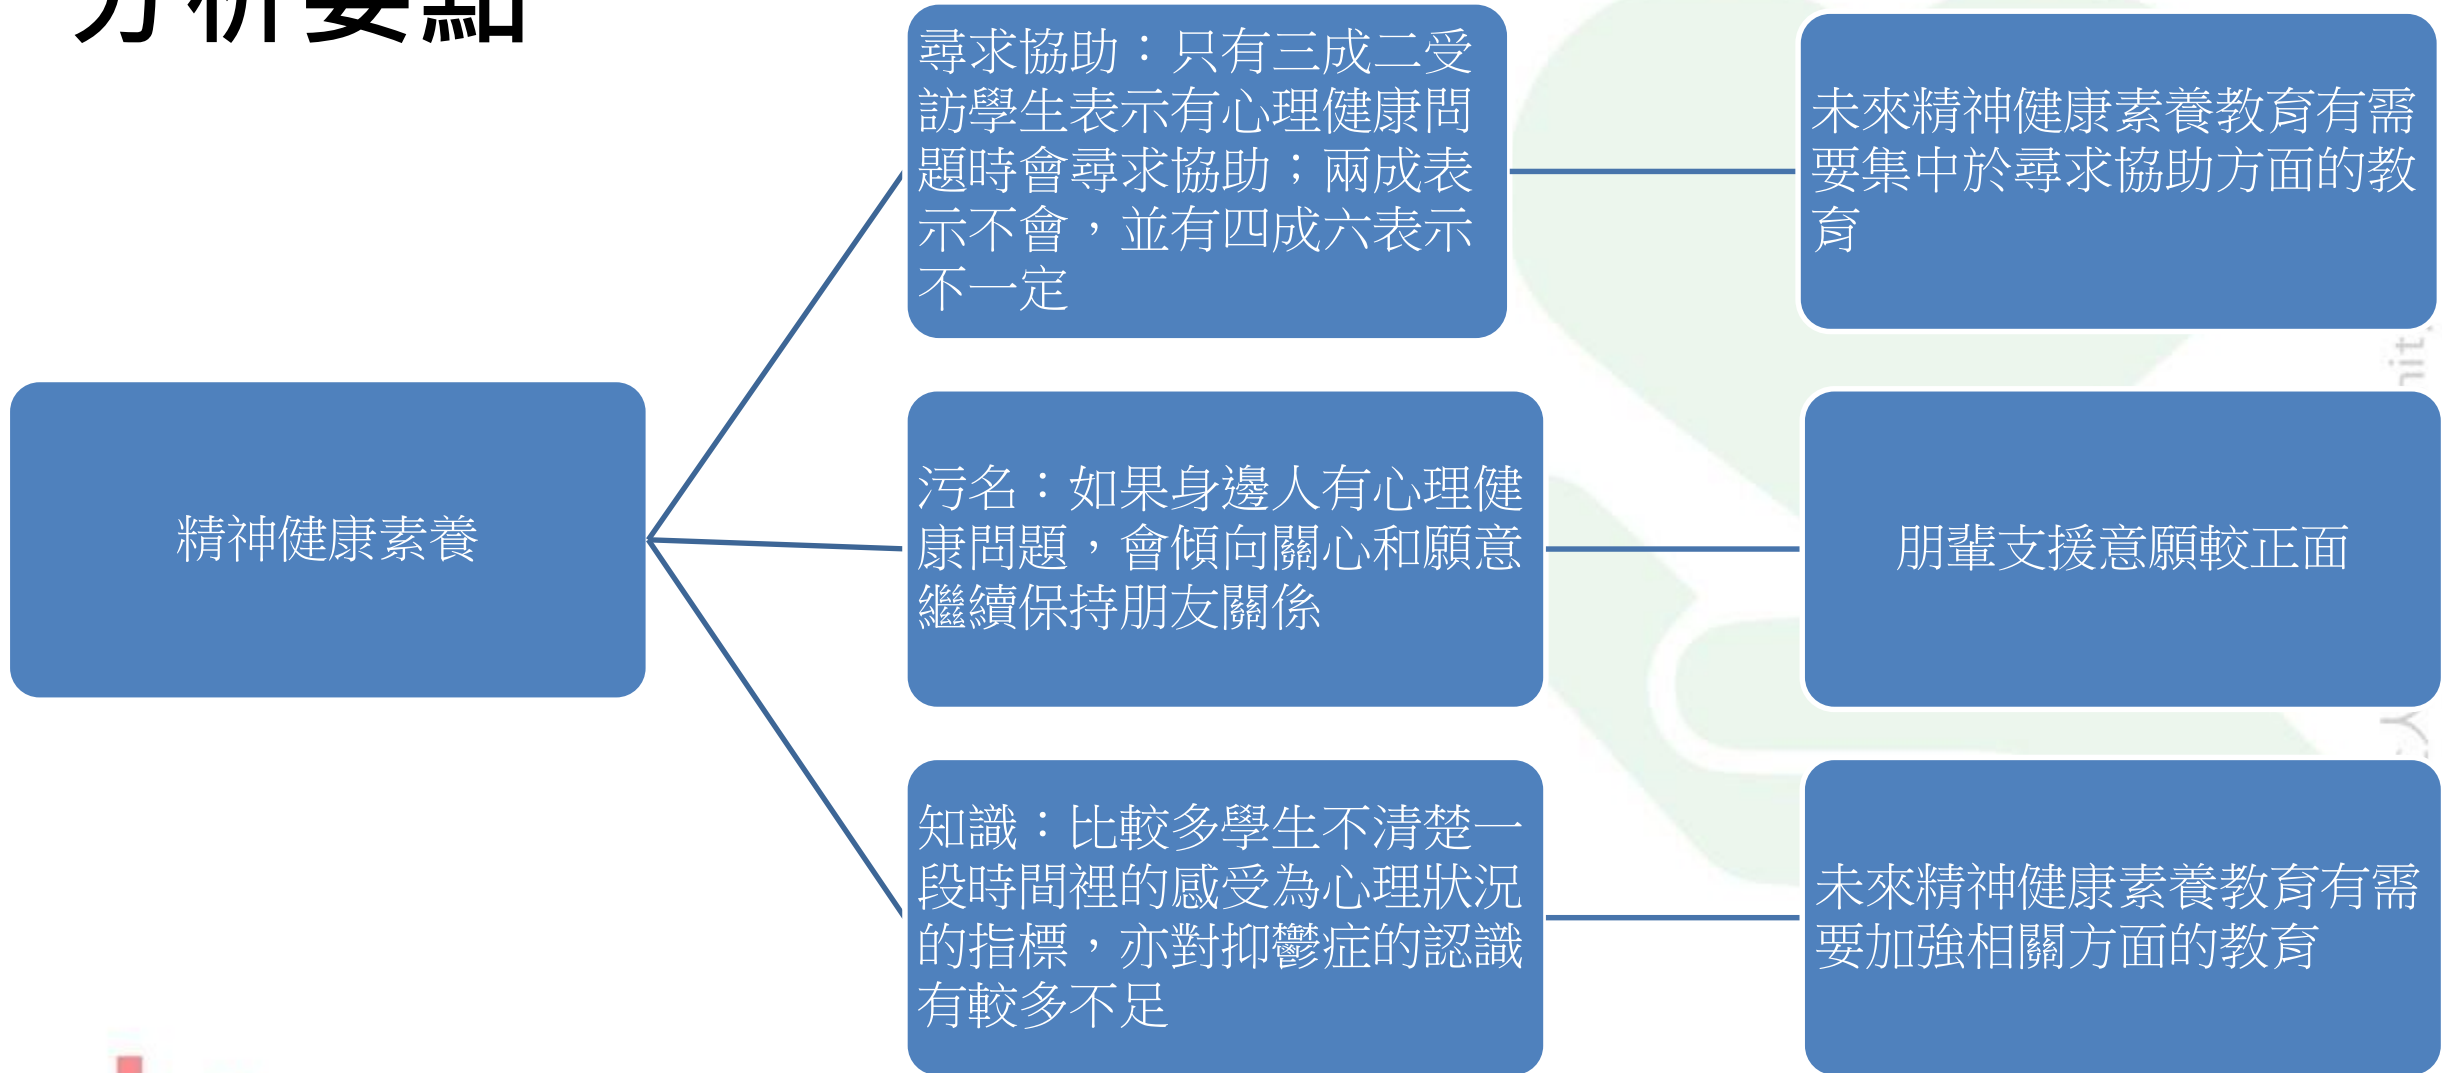 分析要點
尋求協助：只有三成二受
訪學生表示有心理健康問
題時會尋求協助；兩成表
示不會，並有四成六表示
不一定
未來精神健康素養教育有需
要集中於尋求協助方面的教
育
精神健康素養
污名：如果身邊人有心理健
康問題，會傾向關心和願意
繼續保持朋友關係
朋輩支援意願較正面
知識：比較多學生不清楚一
段時間裡的感受為心理狀況
的指標，亦對抑鬱症的認識
有較多不足
未來精神健康素養教育有需
要加強相關方面的教育